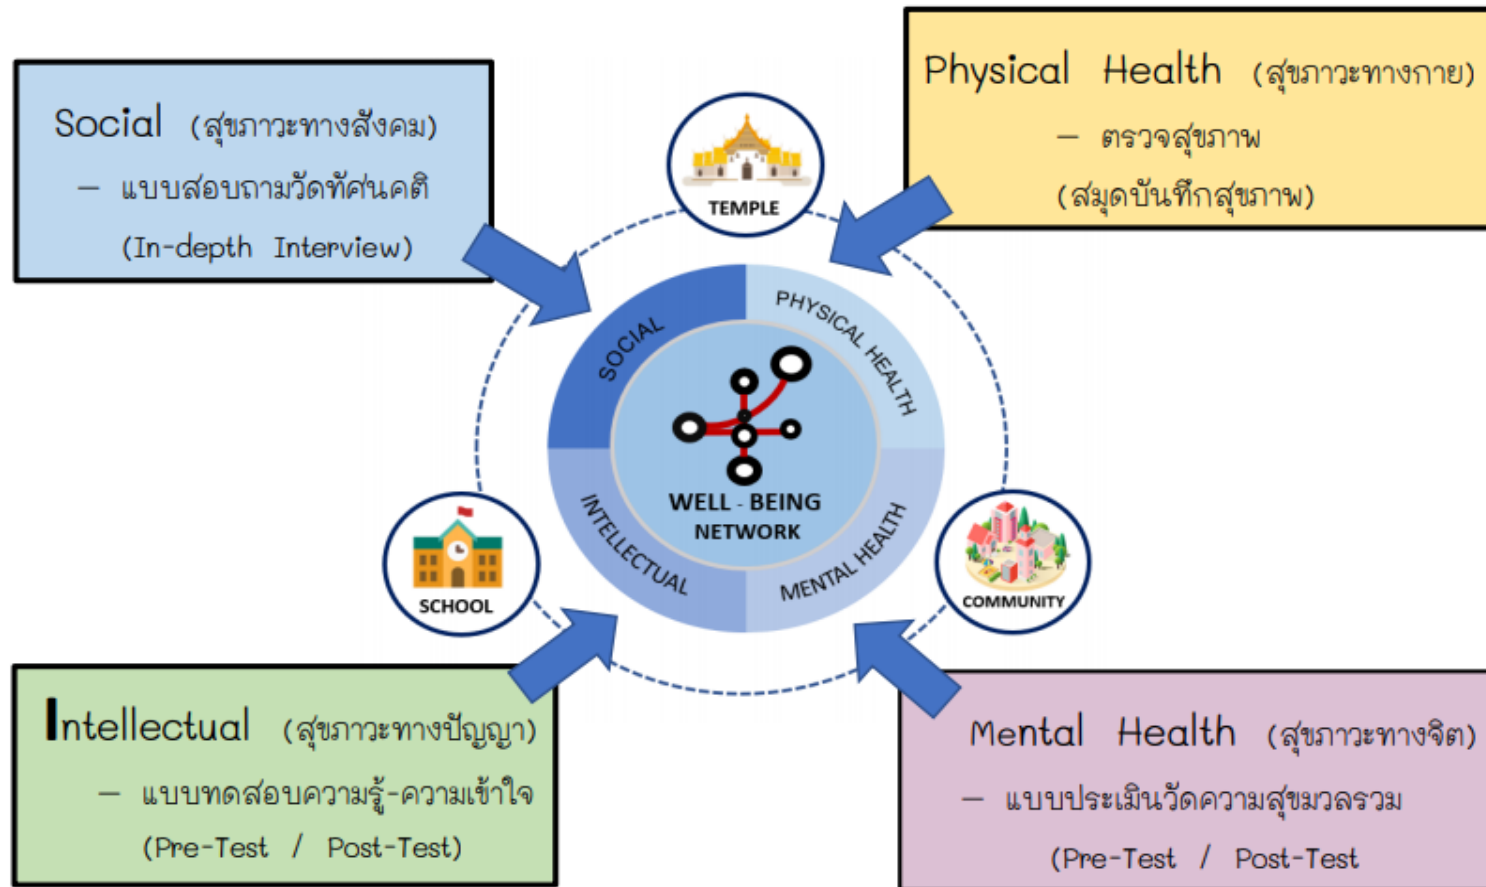 Social (สุขภาวะทางสังคม)
– แบบสอบถามวัดทัศนคติ
(In-depth Interview)
Physical Health (สุขภาวะทางกาย)
– ตรวจสุขภาพ
(สมุดบันทึกสุขภาพ)
TEMPLE
SOCIAL
PHYSICAL HEALTH
WELL - BEING
NETWORK
INTELLECTUAL
MENTAL HEALTH
SCHOOL
COMMUNITY
Intellectual (สุขภาวะทางปัญญา)
– แบบทดสอบความรู้-ความเข้าใจ
(Pre-Test / Post-Test)
Mental Health (สุขภาวะทางจิต)
– แบบประเมินวัดความสุขมวลรวม
(Pre-Test / Post-Test